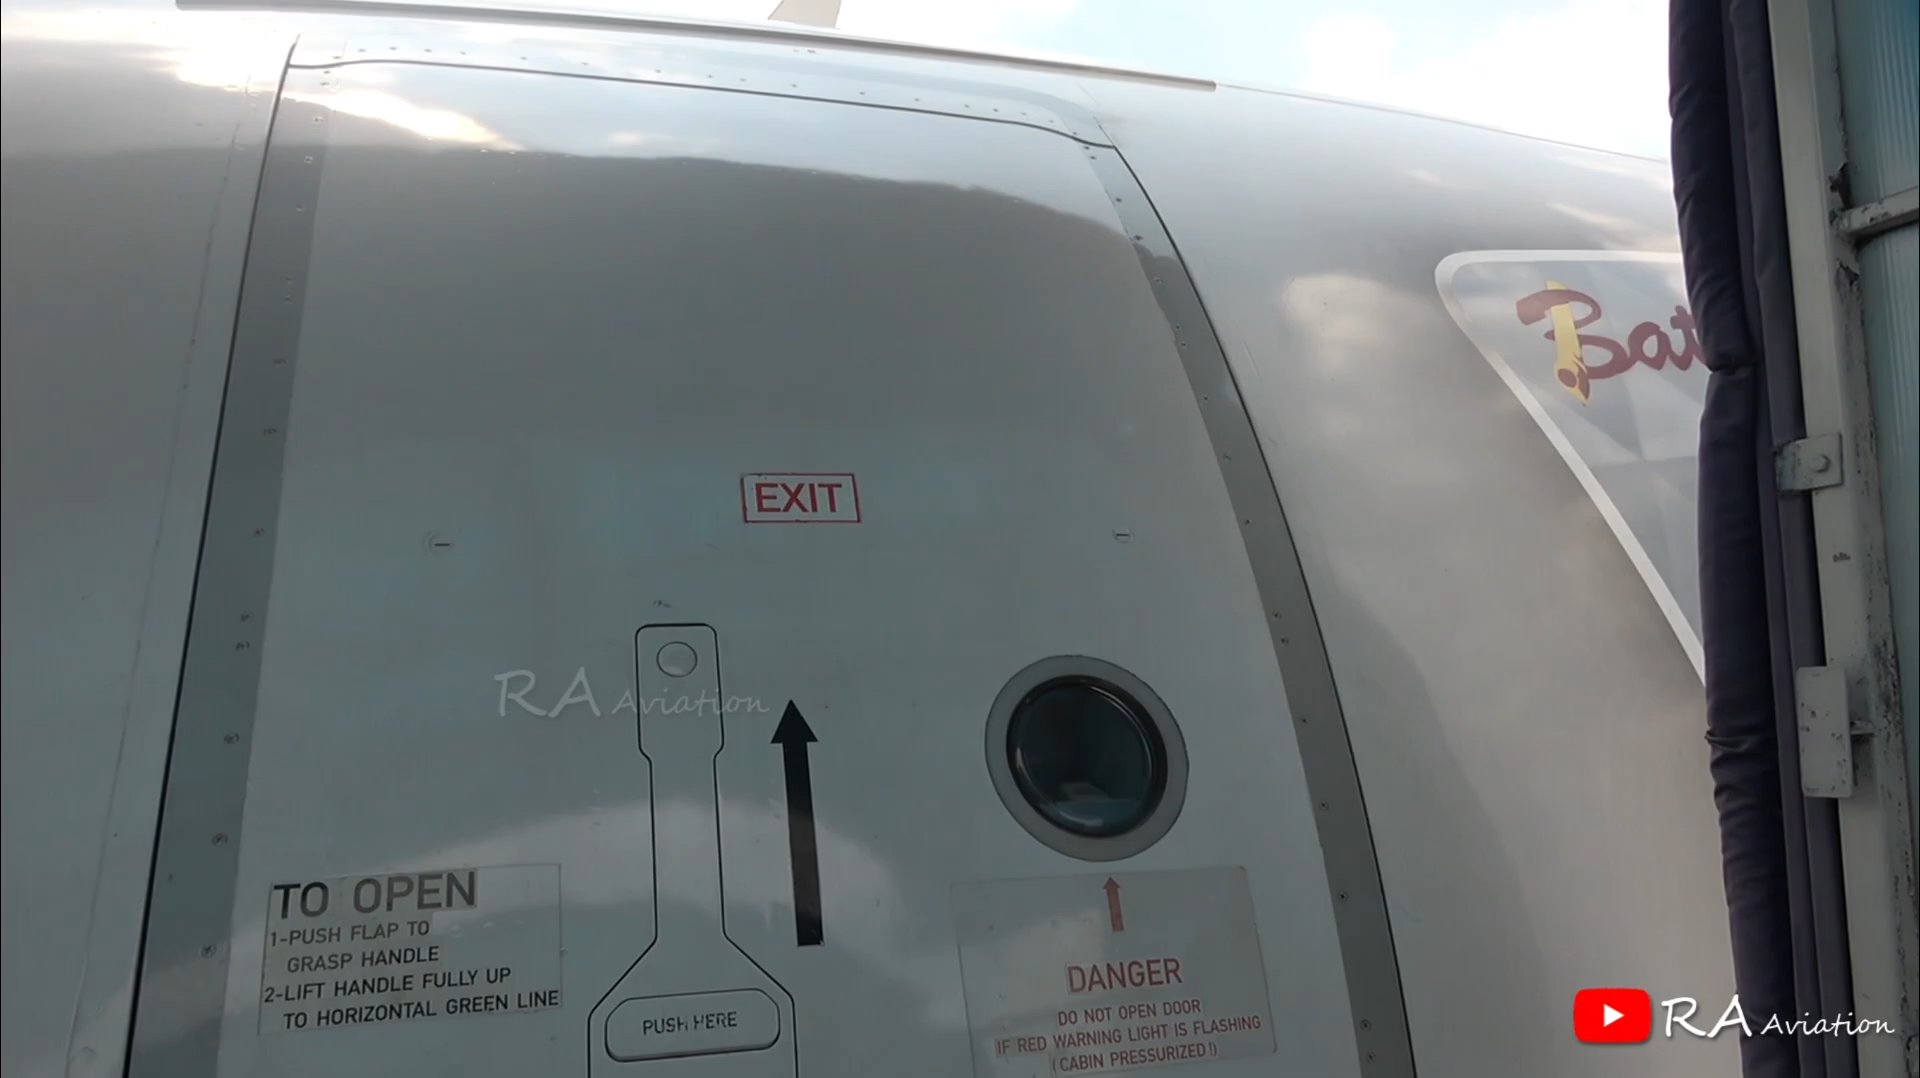 Bat
EXIT
RA Aviation
TO OPEN
1-PUSH FLAP TO
GRASP HANDLE
2-LIFT HANDLE FULLY UP
TO HORIZONTAL GREEN LINE
PUSH HERE
DANGER
DO NOT OPEN DOOR
IF RED WARNING LIGHT IS FLASHING
(CABIN PRESSURIZED!)
RA Aviation